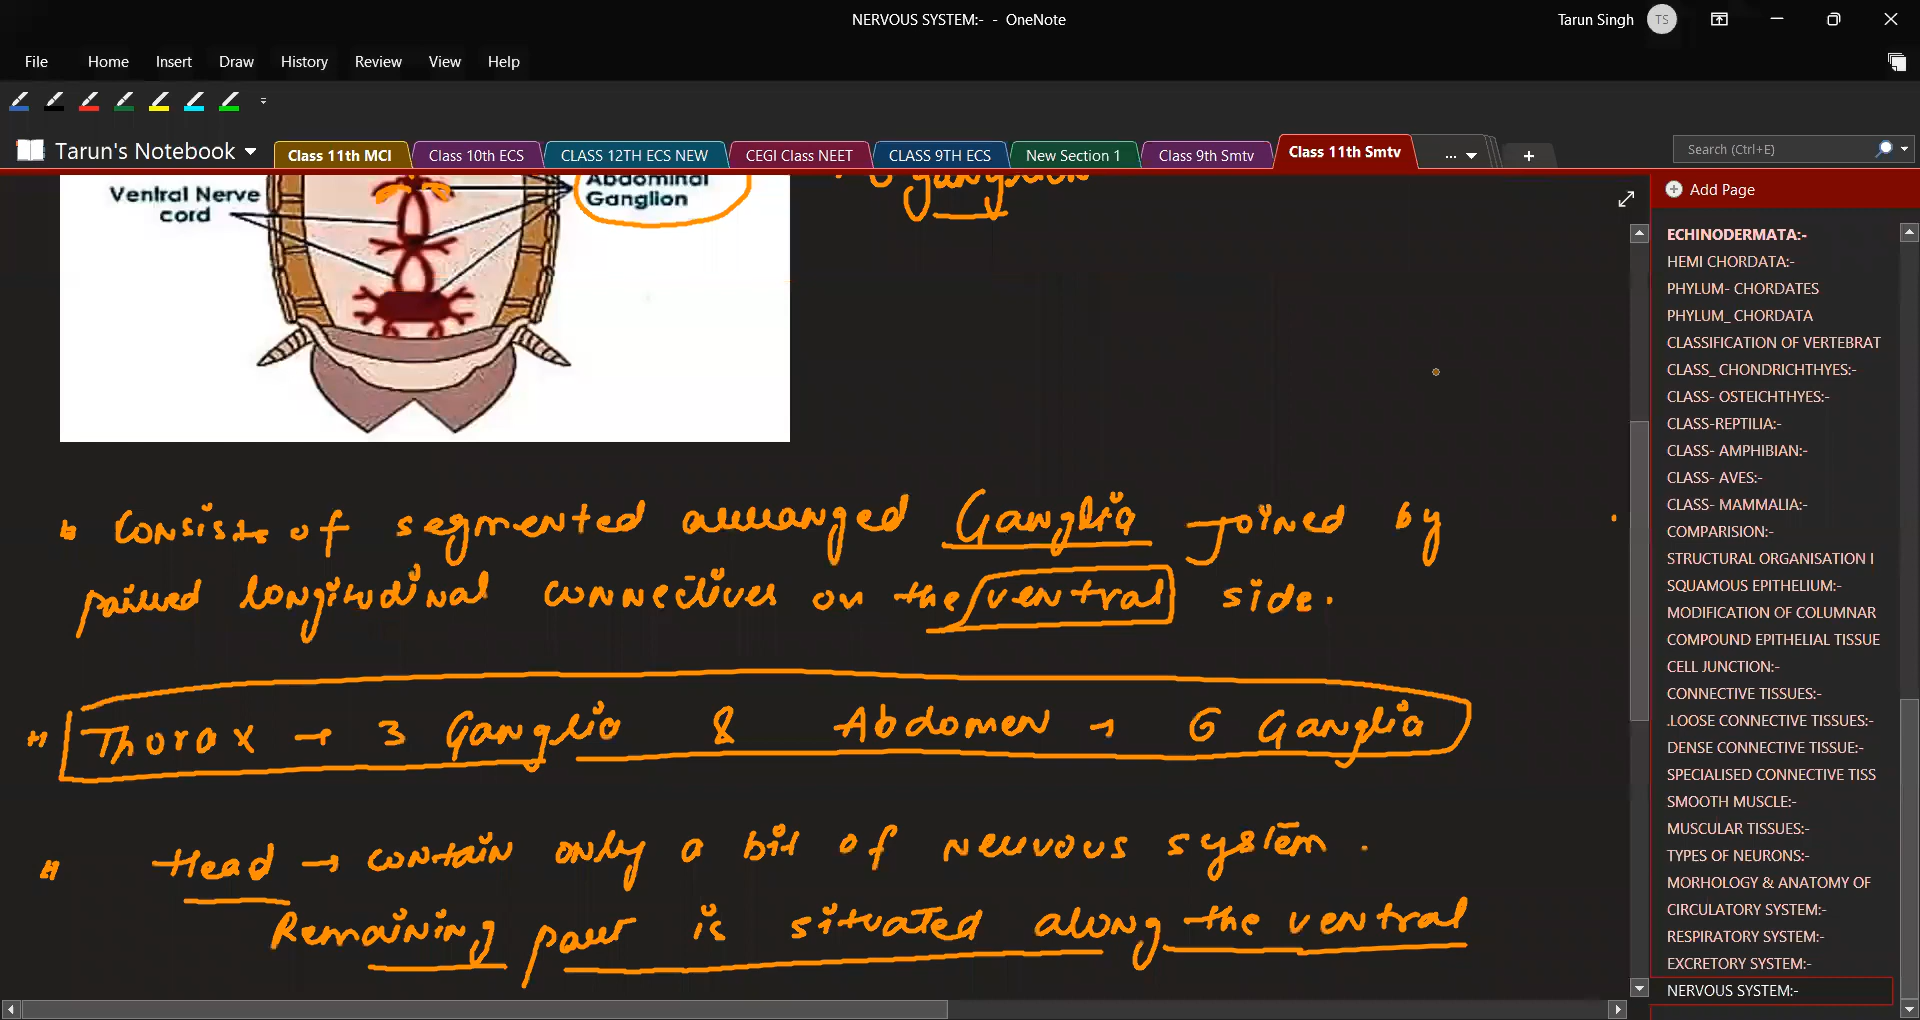 NERVOUS SYSTEM:- - OneNote
Tarun Singh TS
File Home Insert Draw History Review View Help
Tarun's Notebook
Class 11th MCI Class 10th ECS CLASS 12TH ECS NEW CEGI Class NEET CLASS 9TH ECS New Section 1 Class 9th Smtv Class 11th Smtv ... +
Search (Ctrl+E)
Ventral Nerve
cord
Abdominal
Ganglion
6 ganglion
Consists of segmented arranged Ganglia joined by
paired longitudinal connectives on the ventral side.
Thorax → 3 Ganglia & Abdomen → 6 Ganglia
Head → contain only a bit of nervous system.
Remaining part is situated along the ventral
Add Page
ECHINODERMATA:-
HEMI CHORDATA:-
PHYLUM- CHORDATES
PHYLUM_ CHORDATA
CLASSIFICATION OF VERTEBRAT
CLASS_ CHONDRICHTHYES:-
CLASS- OSTEICHTHYES:-
CLASS-REPTILIA:-
CLASS- AMPHIBIAN:-
CLASS- AVES:-
CLASS- MAMMALIA:-
COMPARISION:-
STRUCTURAL ORGANISATION I
SQUAMOUS EPITHELIUM:-
MODIFICATION OF COLUMNAR
COMPOUND EPITHELIAL TISSUE
CELL JUNCTION:-
CONNECTIVE TISSUES:-
.LOOSE CONNECTIVE TISSUES:-
DENSE CONNECTIVE TISSUE:-
SPECIALISED CONNECTIVE TISS
SMOOTH MUSCLE:-
MUSCULAR TISSUES:-
TYPES OF NEURONS:-
MORHOLOGY & ANATOMY OF
CIRCULATORY SYSTEM:-
RESPIRATORY SYSTEM:-
EXCRETORY SYSTEM:-
NERVOUS SYSTEM:-